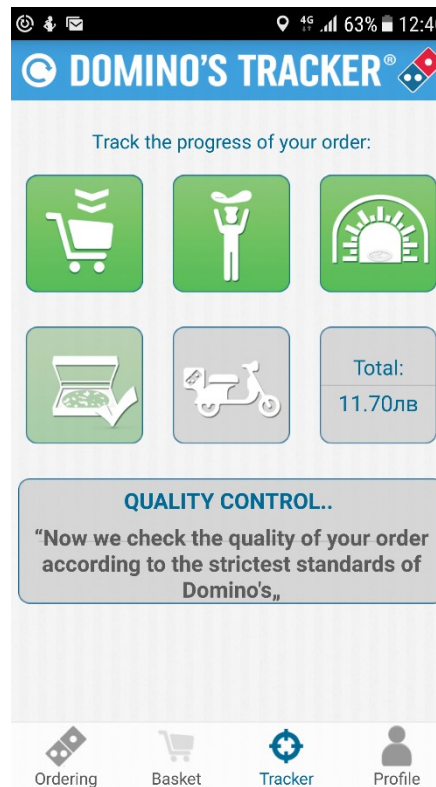 4G 63% 12:40
DOMINO'S TRACKER®
Track the progress of your order:
Total:
11.70лв
QUALITY CONTROL..
“Now we check the quality of your order
according to the strictest standards of
Domino's„
Ordering Basket Tracker Profile